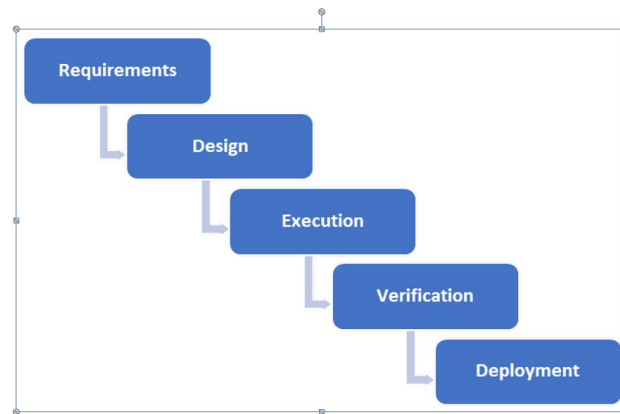 Requirements
Design
Execution
Verification
Deployment